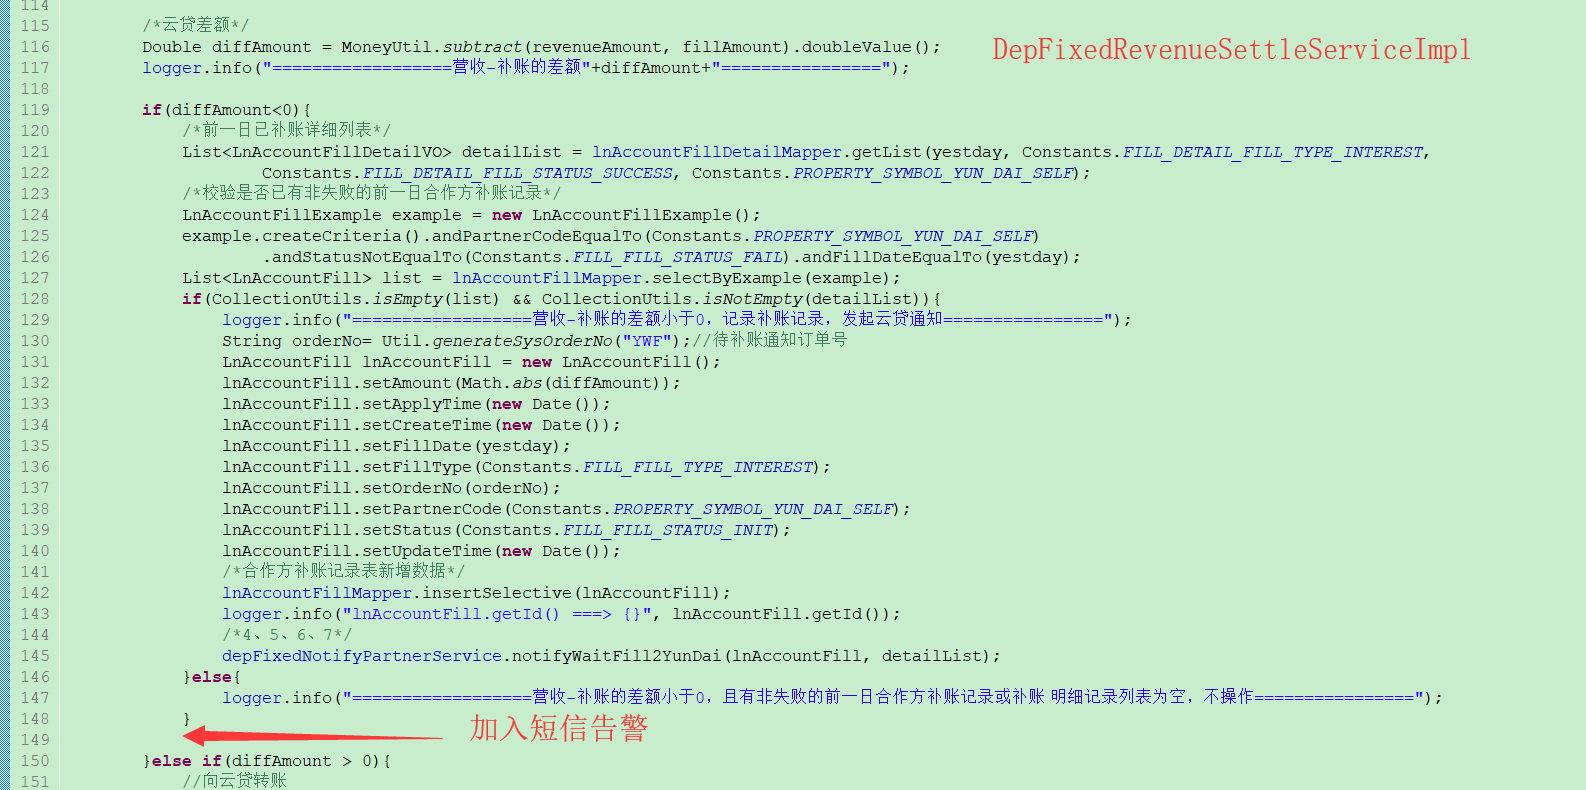 114
115 /*云贷差额*/
116 Double diffAmount = MoneyUtil.subtract(revenueAmount, fillAmount).doubleValue();
DepFixedRevenueSettleServiceImpl
117 logger.info("==================营收-补账的差额"+diffAmount+"================");
118
119 if(diffAmount<0){
120 /*前一日已补账详细列表*/
121 List<LnAccountFillDetailVO> detailList = lnAccountFillDetailMapper.getList(yestday, Constants.FILL_DETAIL_FILL_TYPE_INTEREST,
122 Constants.FILL_DETAIL_FILL_STATUS_SUCCESS, Constants.PROPERTY_SYMBOL_YUN_DAI_SELF);
123 /*校验是否已有非失败的前一日合作方补账记录*/
124 LnAccountFillExample example = new LnAccountFillExample();
125 example.createCriteria().andPartnerCodeEqualTo(Constants.PROPERTY_SYMBOL_YUN_DAI_SELF)
126 .andStatusNotEqualTo(Constants.FILL_FILL_STATUS_FAIL).andFillDateEqualTo(yestday);
127 List<LnAccountFill> list = lnAccountFillMapper.selectByExample(example);
128 if(CollectionUtils.isEmpty(list) && CollectionUtils.isNotEmpty(detailList)){
129 logger.info("==================营收-补账的差额小于0，记录补账记录，发起云贷通知================");
130 String orderNo= Util.generateSysOrderNo("YWF");//待补账通知订单号
131 LnAccountFill lnAccountFill = new LnAccountFill();
132 lnAccountFill.setAmount(Math.abs(diffAmount));
133 lnAccountFill.setApplyTime(new Date());
134 lnAccountFill.setCreateTime(new Date());
135 lnAccountFill.setFillDate(yestday);
136 lnAccountFill.setFillType(Constants.FILL_FILL_TYPE_INTEREST);
137 lnAccountFill.setOrderNo(orderNo);
138 lnAccountFill.setPartnerCode(Constants.PROPERTY_SYMBOL_YUN_DAI_SELF);
139 lnAccountFill.setStatus(Constants.FILL_FILL_STATUS_INIT);
140 lnAccountFill.setUpdateTime(new Date());
141 /*合作方补账记录表新增数据*/
142 lnAccountFillMapper.insertSelective(lnAccountFill);
143 logger.info("lnAccountFill.getId() ===> {}", lnAccountFill.getId());
144 /*4、5、6、7*/
145 depFixedNotifyPartnerService.notifyWaitFill2YunDai(lnAccountFill, detailList);
146 }else{
147 logger.info("==================营收-补账的差额小于0，且有非失败的前一日合作方补账记录或补账 明细记录列表为空，不操作================");
148 }
加入短信告警
149
150 }else if(diffAmount > 0){
151 //向云贷转账